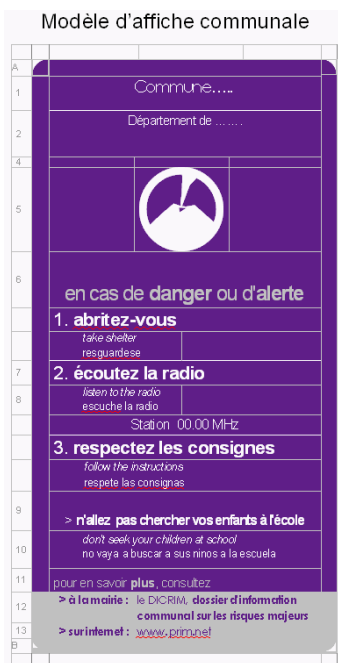 Modèle d'affiche communale
A
1
Commune.....
Département de .......
2
4
5
6
en cas de danger ou d'alerte
1. abritez-vous
take shelter
resguardese
7
2. écoutez la radio
8
listen to the radio
escuche la radio
Station 00.00 MHz
3. respectez les consignes
follow the instructions
respete las consignas
9
> n'allez pas chercher vos enfants à l'école
10
don't seek your children at school
no vaya a buscar a sus ninos a la escuela
11
pour en savoir plus, consultez
12
> à la mairie : le DICRIM, dossier d'information
communal sur les risques majeurs
13
> sur internet : www.prim.net
B